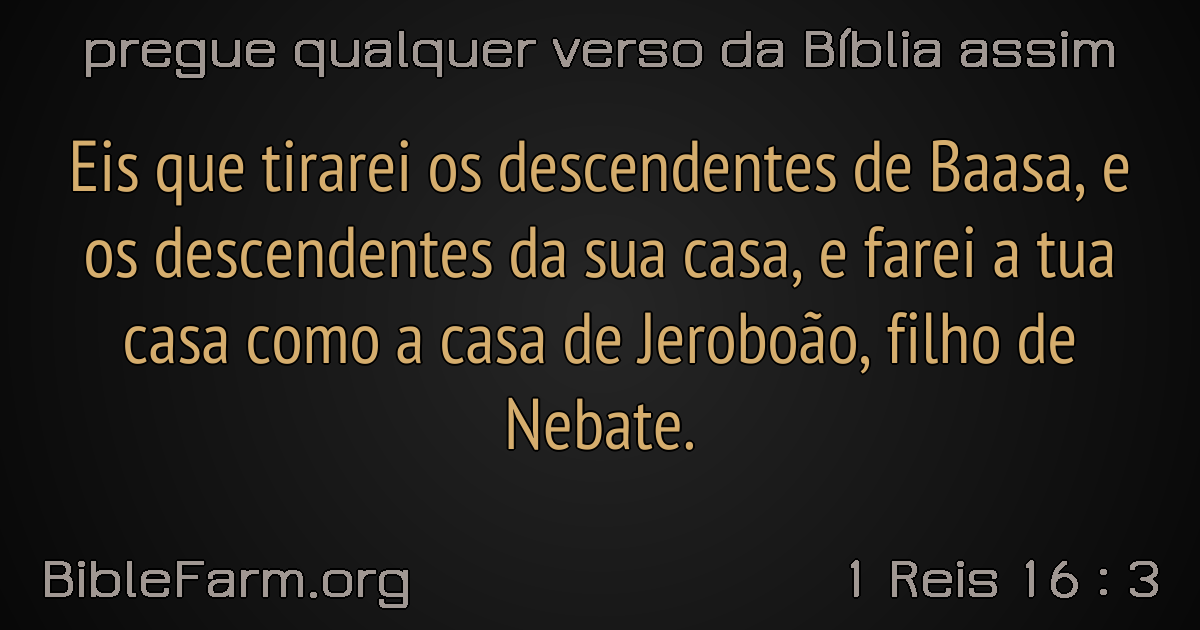 pregue qualquer verso da Bíblia assim
Eis que tirarei os descendentes de Baasa, e
os descendentes da sua casa, e farei a tua
casa como a casa de Jeroboão, filho de
Nebate.
BibleFarm.org
1 Reis 16 : 3